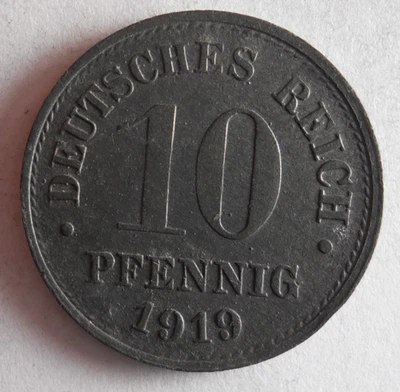 · DEUTSCHES REICH ·
10
PFENNIG
1919